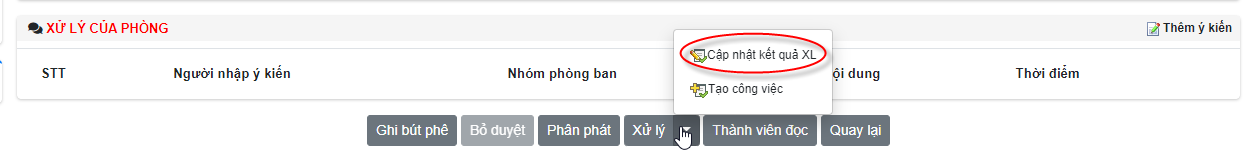 XỬ LÝ CỦA PHÒNG Thêm ý kiến
Cập nhật kết quả XL
STT Người nhập ý kiến Nhóm phòng ban ội dung Thời điểm
Tạo công việc
Ghi bút phê Bỏ duyệt Phân phát Xử lý Thành viên đọc Quay lại